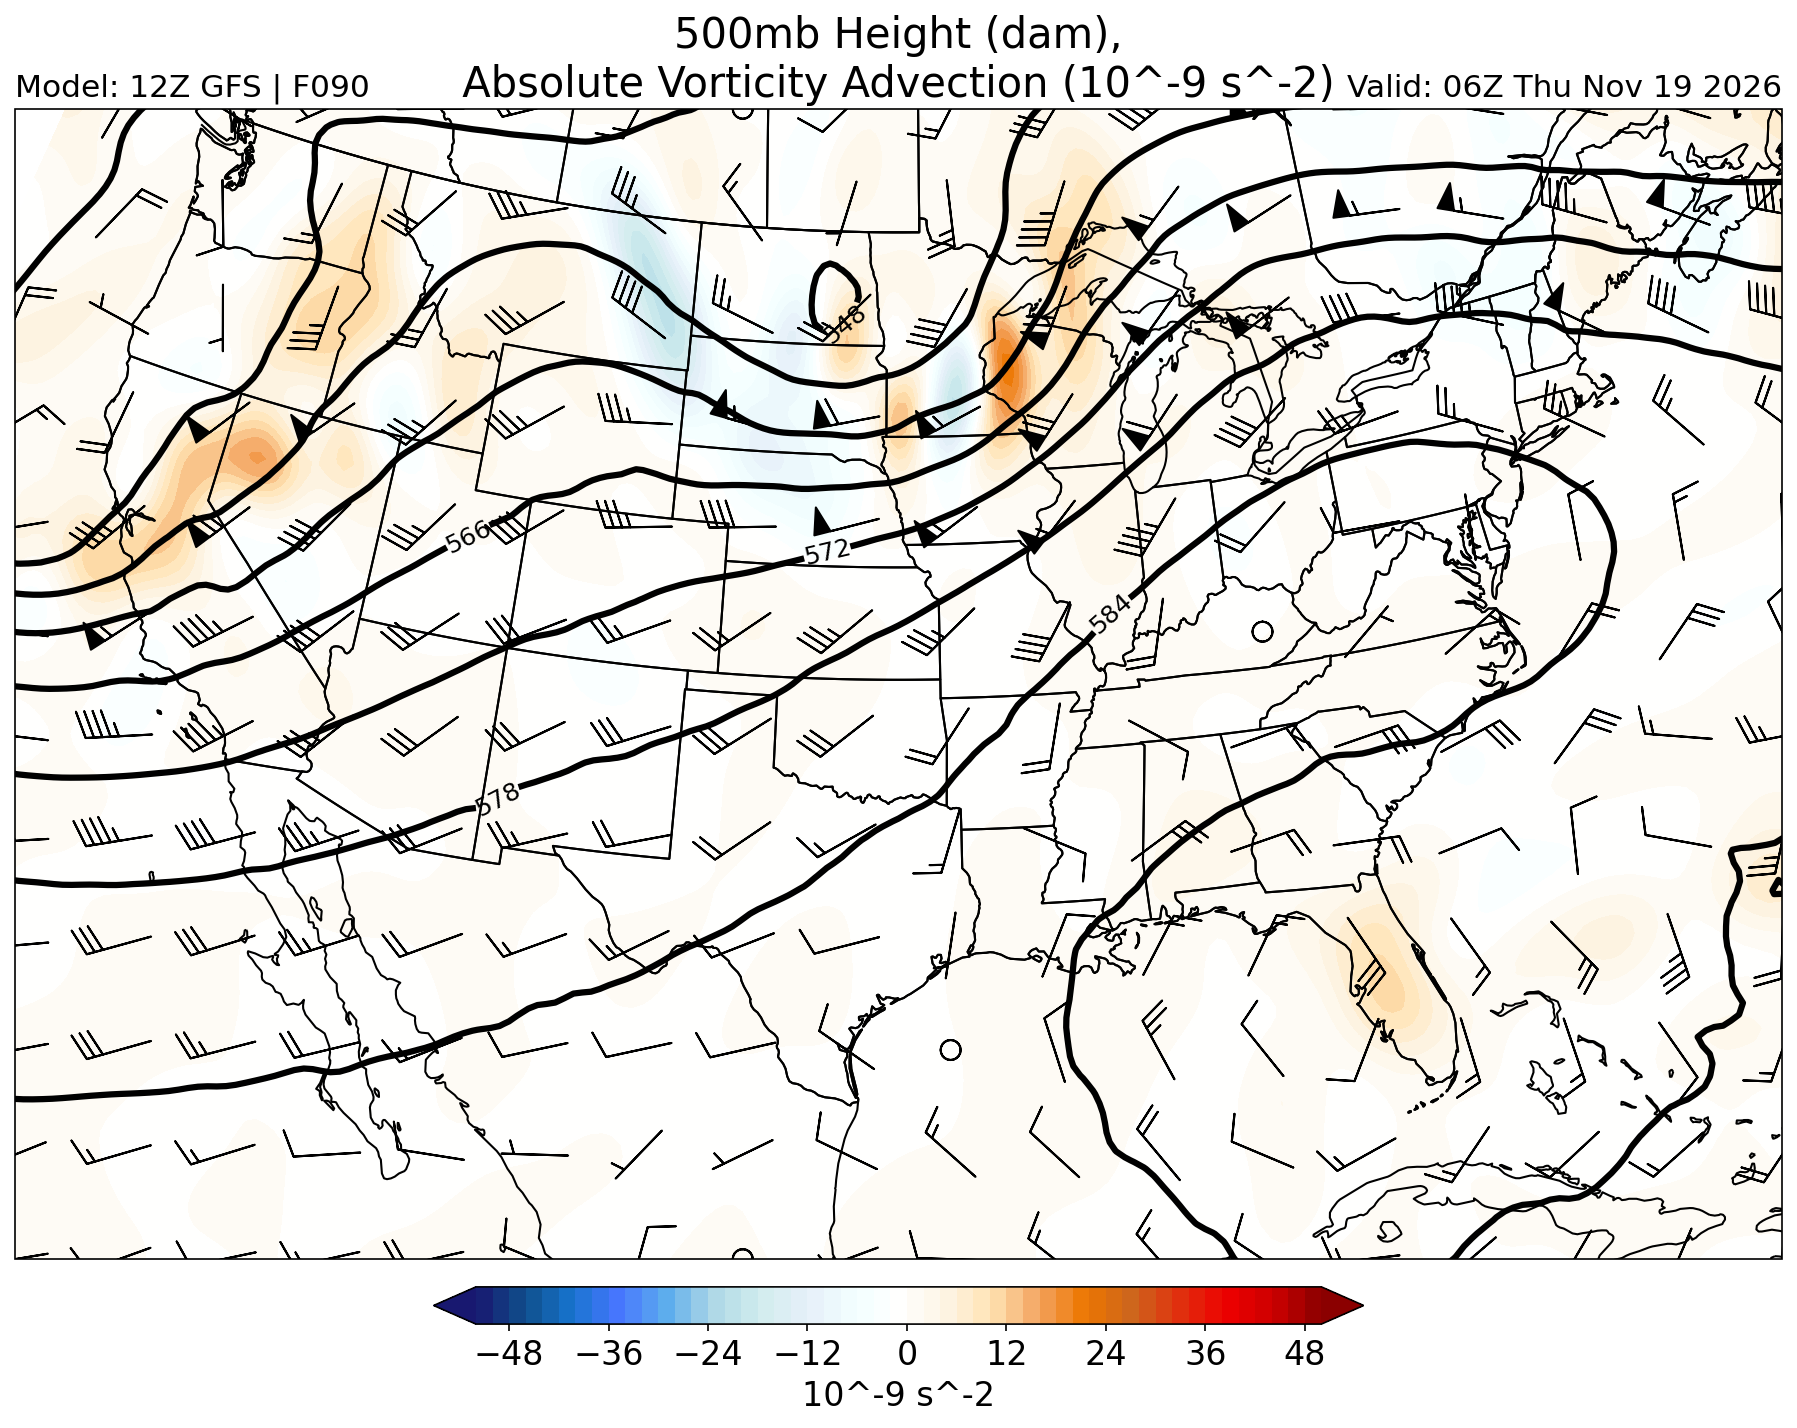 500mb Height (dam),
Model: 12Z GFS | F090
Absolute Vorticity Advection (10^-9 s^-2)
Valid: 06Z Thu Nov 19 2026
548
566
572
584
578
−48 −36 −24 −12 0 12 24 36 48
10^-9 s^-2